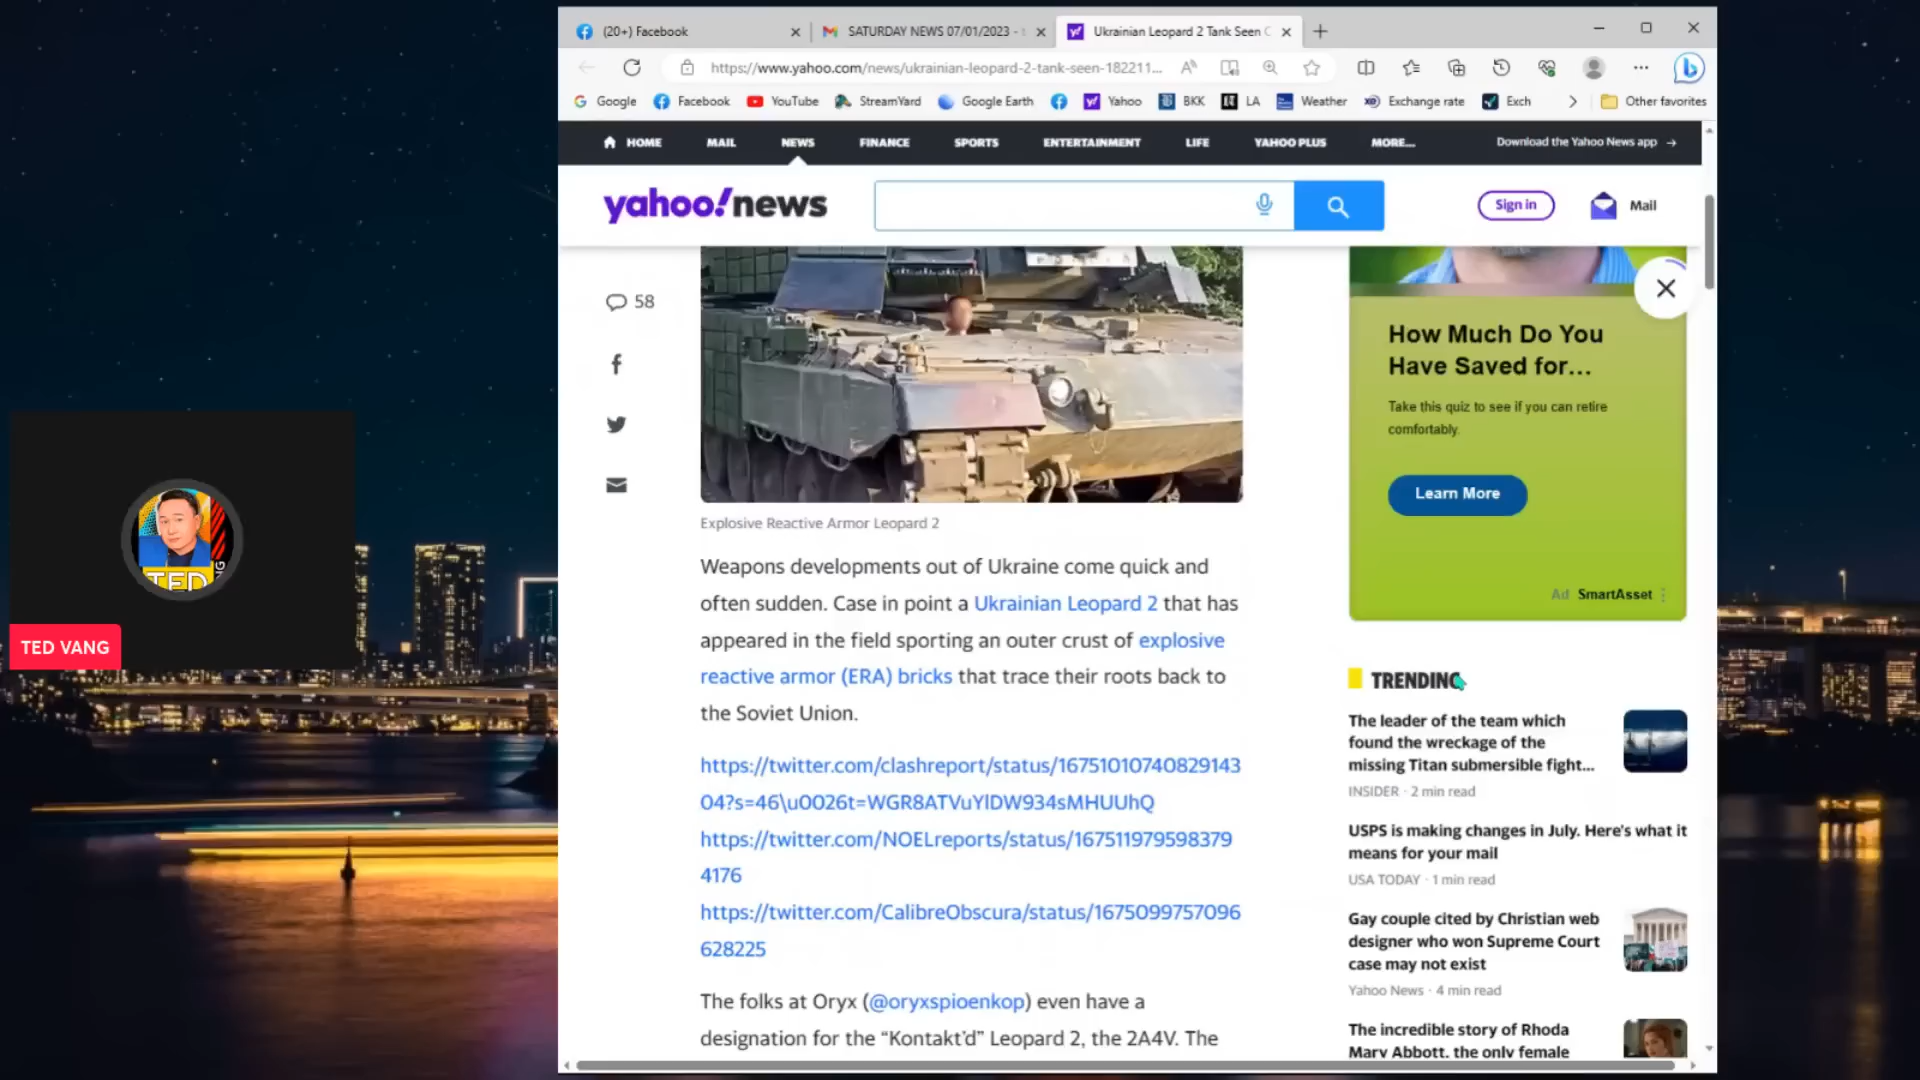 (20+) Facebook
SATURDAY NEWS 07/01/2023 -
Ukrainian Leopard 2 Tank Seen
https://www.yahoo.com/news/ukrainian-leopard-2-tank-seen-182211...
Google
Facebook
YouTube
StreamYard
Google Earth
Yahoo
BKK
LA
Weather
Exchange rate
Exch
Other favorites
HOME
MAIL
NEWS
FINANCE
SPORTS
ENTERTAINMENT
LIFE
YAHOO PLUS
MORE...
Download the Yahoo News app →
yahoo!news
Sign in
Mail
58
Explosive Reactive Armor Leopard 2
Weapons developments out of Ukraine come quick and
often sudden. Case in point a Ukrainian Leopard 2 that has
appeared in the field sporting an outer crust of explosive
reactive armor (ERA) bricks that trace their roots back to
the Soviet Union.
https://twitter.com/clashreport/status/16751010740829143
04?s=46\u0026t=WGR8ATVuYlDW934sMHUUhQ
https://twitter.com/NOELreports/status/167511979598379
4176
https://twitter.com/CalibreObscura/status/1675099757096
628225
The folks at Oryx (@oryxspioenkop) even have a
designation for the “Kontakt’d” Leopard 2, the 2A4V. The
How Much Do You
Have Saved for...
Take this quiz to see if you can retire
comfortably.
Learn More
Ad SmartAsset
TRENDING
The leader of the team which
found the wreckage of the
missing Titan submersible fight...
INSIDER · 2 min read
USPS is making changes in July. Here's what it
means for your mail
USA TODAY · 1 min read
Gay couple cited by Christian web
designer who won Supreme Court
case may not exist
Yahoo News · 4 min read
The incredible story of Rhoda
Mary Abbott, the only female
TED
TED VANG